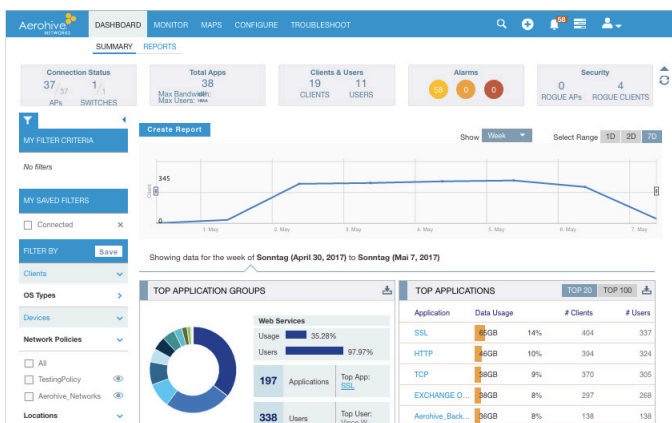 Aerohive NETWORKS DASHBOARD MONITOR MAPS CONFIGURE TROUBLESHOOT 58
SUMMARY REPORTS
Connection Status Total Apps Clients & Users Alarms Security
37/37 1/1 38 19 11 58 0 0 0 4
APs SWITCHES Max Bandwidth: CLIENTS USERS ROGUE APs ROGUE CLIENTS
Max Users:
MY FILTER CRITERIA
No filters
MY SAVED FILTERS
Connected
FILTER BY Save
Clients
OS Types
Devices
Network Policies
All
TestingPolicy
Aerohive_Networks
Locations
Create Report
Show Week Select Range 1D 2D 7D
Client
345
0
1. May 2. May 3. May 4. May 5. May 6. May 7. May
Showing data for the week of Sonntag (April 30, 2017) to Sonntag (Mai 7, 2017)
TOP APPLICATION GROUPS
Web Services
Usage 35.28%
Users 97.97%
197 Applications Top App:
SSL
338 Users Top User:
TOP APPLICATIONS TOP 20 TOP 100
Application Data Usage # Clients # Users
SSL 65GB 14% 404 337
HTTP 46GB 10% 394 324
TCP 38GB 9% 370 305
EXCHANGE O... 38GB 8% 297 268
Aerohive_Back... 36GB 8% 138 138